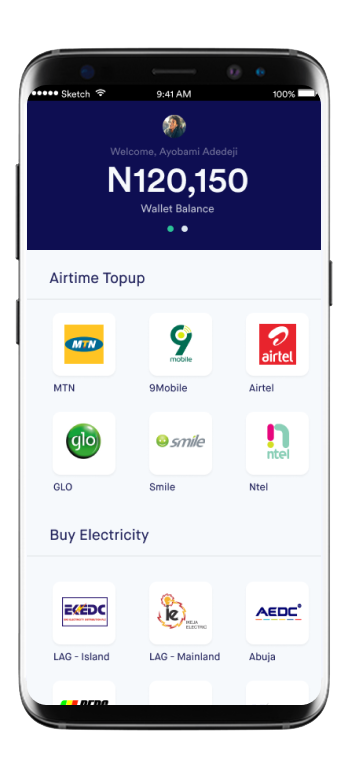 Sketch 9:41 AM 100%
Welcome, Ayobami Adedeji
N120,150
Wallet Balance
Airtime Topup
MTN
9
mobile
airtel
MTN 9Mobile Airtel
glo
smile
ntel
GLO Smile Ntel
Buy Electricity
EKEDC
ie
IKEJA
ELECTRIC
AEDC
LAG - Island LAG - Mainland Abuja